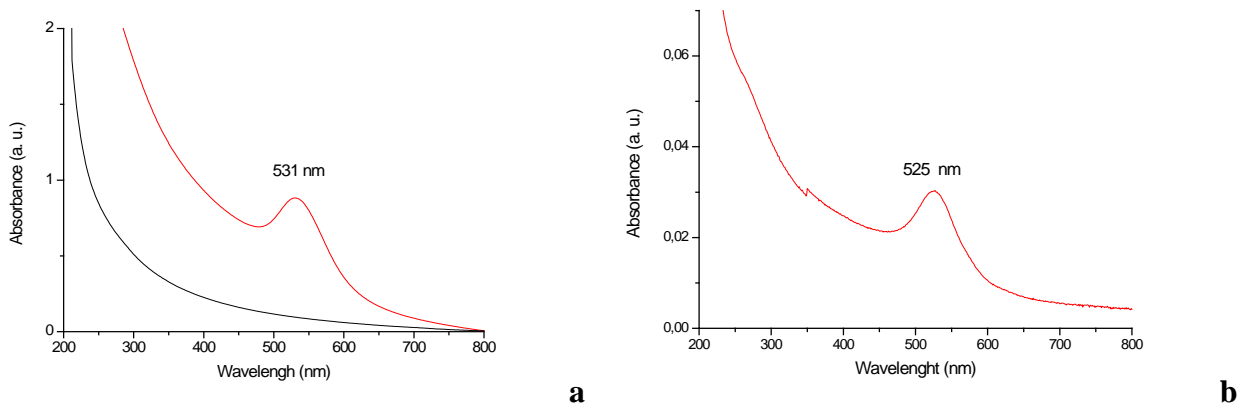 2
1
0
Absorbance (a. u.)
531 nm
200 300 400 500 600 700 800
Wavelengh (nm)
a
0,06
0,04
0,02
0,00
Absorbance (a. u.)
525 nm
200 300 400 500 600 700 800
Wavelenght (nm)
b